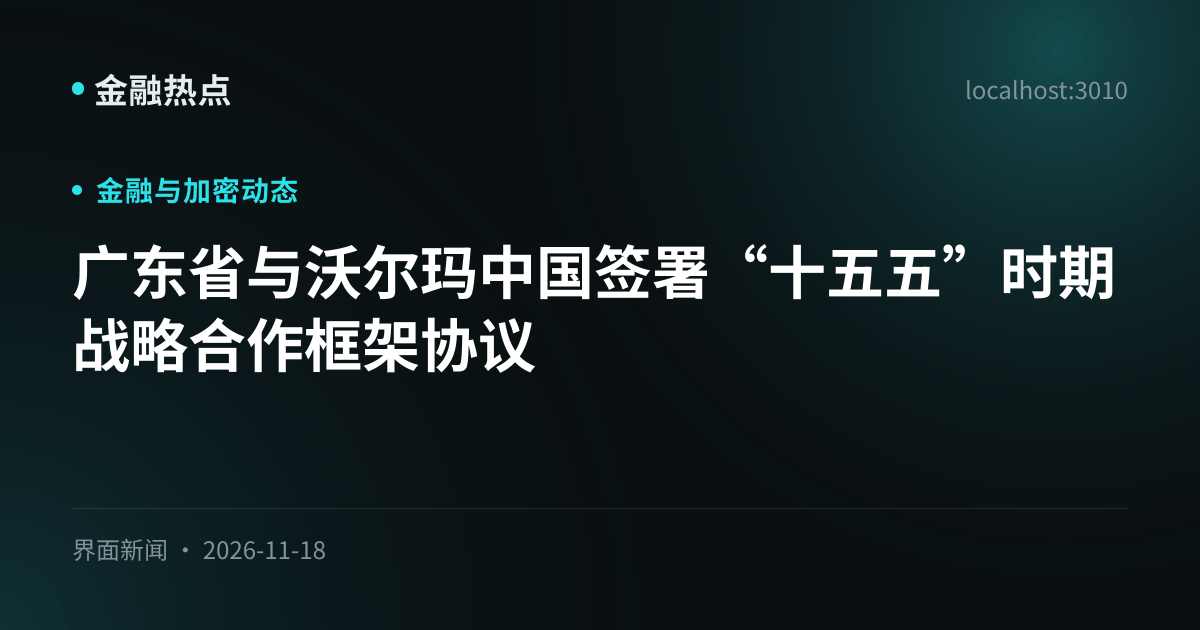 金融热点
localhost:3010
金融与加密动态
广东省与沃尔玛中国签署“十五五”时期
战略合作框架协议
界面新闻 · 2026-11-18